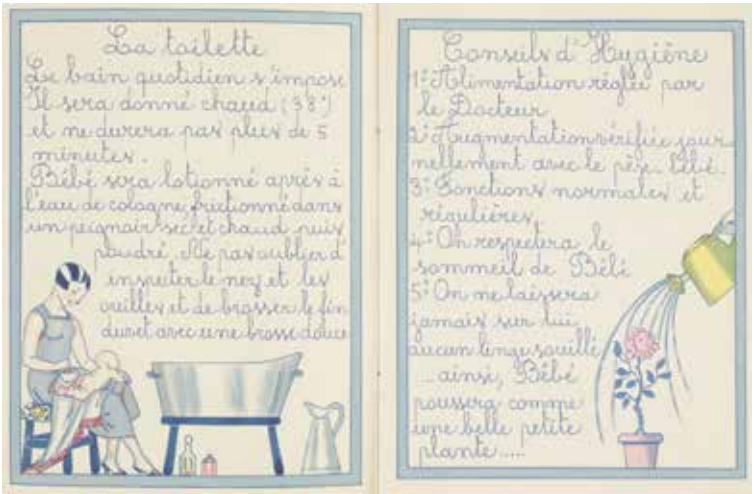 La toilette
Le bain quotidien s'impose
Il sera donné chaud (38°)
et ne durera pas plus de 5
minutes.
Bébé sera lotionné après à
l'eau de cologne, frictionné dans
un peignoir sec et chaud, puis
poudré. Ne pas oublier d'
inspecter le nez et les
oreilles et de brosser le fin
duvet avec une brosse douce
Conseils d'Hygiène
1° Alimentation réglée par
le Docteur
2° Augmentation vérifiée jour-
nellement avec le pèse-bébé.
3° Fonctions normales et
régulières
4° On respectera le
sommeil de Bébé
5° On ne laissera
jamais sur lui
aucun linge souillé
...ainsi, Bébé
poussera comme
une belle petite
plante.....